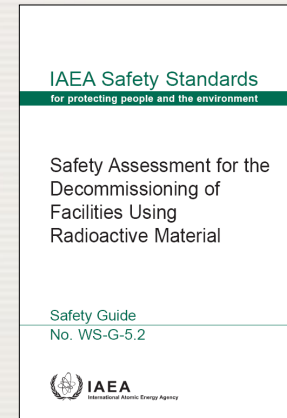 IAEA Safety Standards
for protecting people and the environment
Safety Assessment for the
Decommissioning of
Facilities Using
Radioactive Material
Safety Guide
No. WS-G-5.2
IAEA
International Atomic Energy Agency